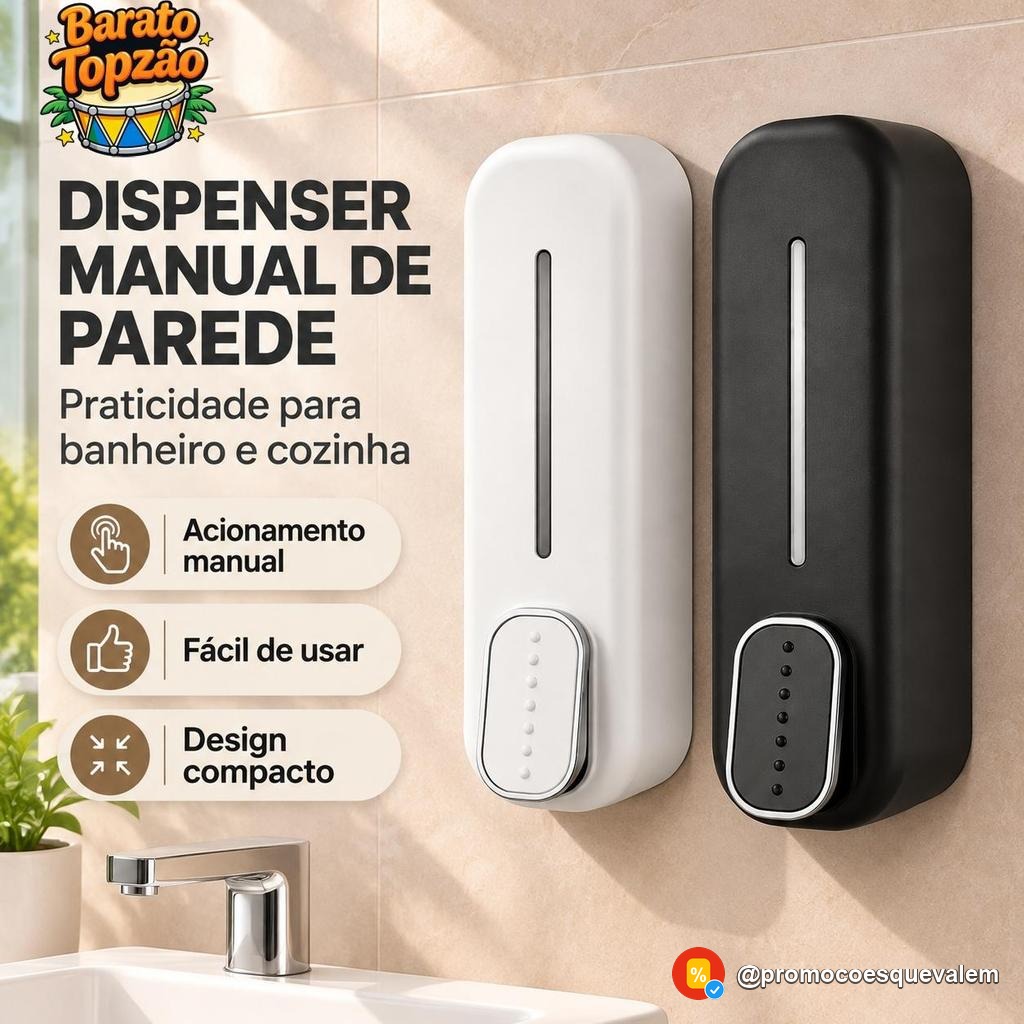 Barato
Topzão
DISPENSER
MANUAL DE
PAREDE
Praticidade para
banheiro e cozinha
Acionamento
manual
Fácil de usar
Design
compacto
%
@promocoesquevalem